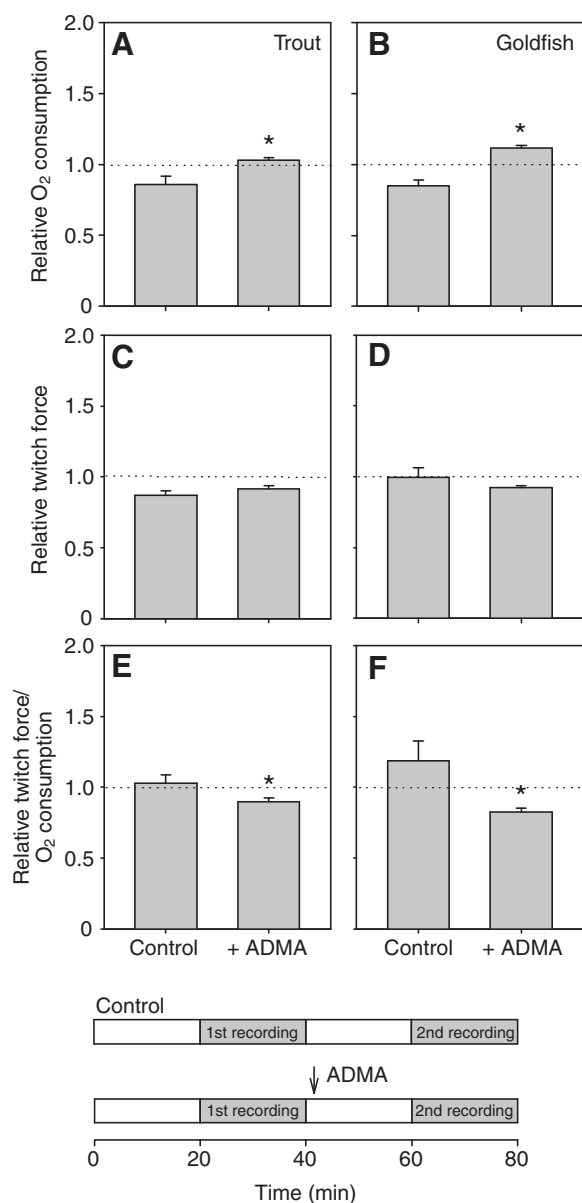 A
Trout
B
Goldfish
2.0
1.5
1.0
0.5
0
Relative O2 consumption
*
*
C
D
2.0
1.5
1.0
0.5
0
Relative twitch force
E
F
2.0
1.5
1.0
0.5
0
Relative twitch force/
O2 consumption
*
*
Control + ADMA Control + ADMA
Control
1st recording 2nd recording
ADMA
1st recording 2nd recording
0 20 40 60 80
Time (min)